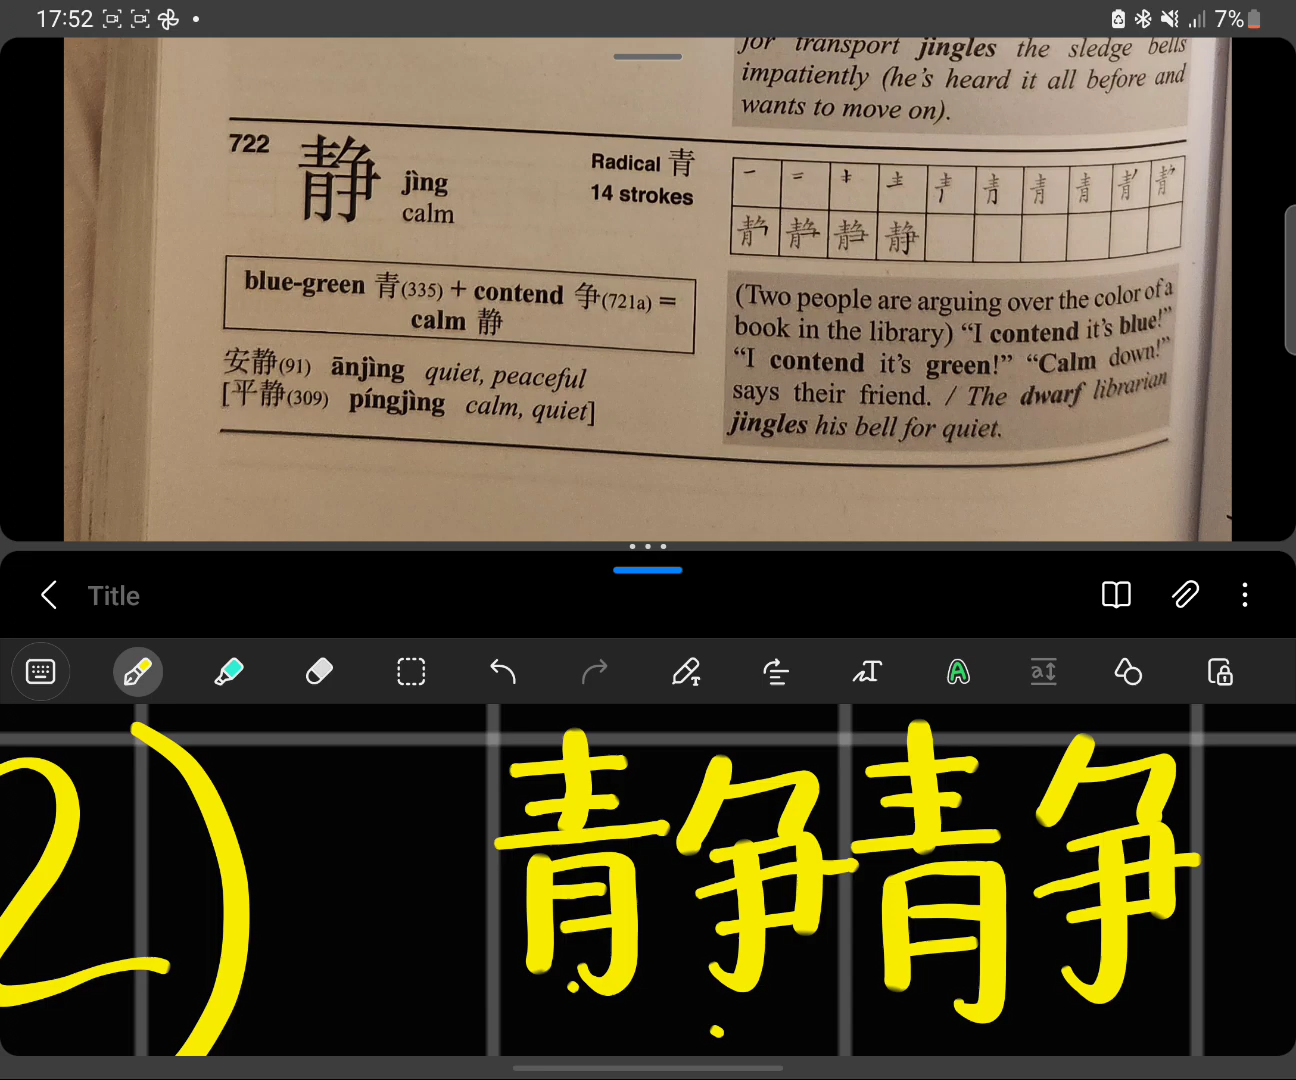 17:52
7%
for transport jingles the sledge bells
impatiently (he's heard it all before and
wants to move on).
722
静
jìng
calm
Radical 青
14 strokes
blue-green 青(335) + contend 争(721a) =
calm 静
安静(91) ānjìng quiet, peaceful
[平静(309) píngjìng calm, quiet]
(Two people are arguing over the color of a
book in the library) “I contend it's blue!”
“I contend it's green!” “Calm down!”
says their friend. / The dwarf librarian
jingles his bell for quiet.
Title
2) 静静